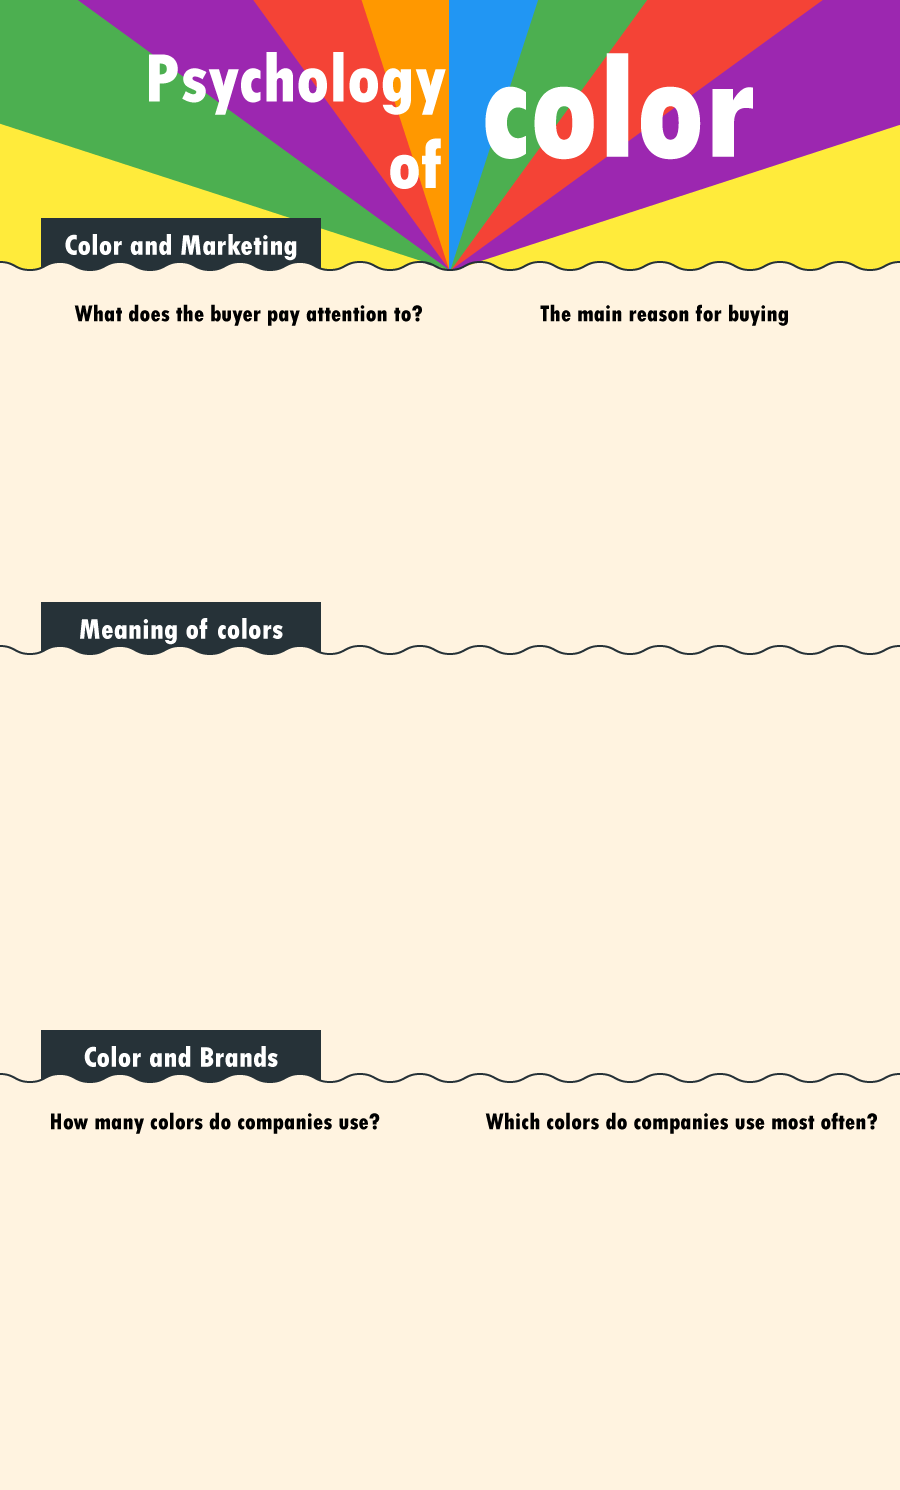 Psychology
of
color
Color and Marketing
What does the buyer pay attention to?
The main reason for buying
Meaning of colors
Color and Brands
How many colors do companies use?
Which colors do companies use most often?